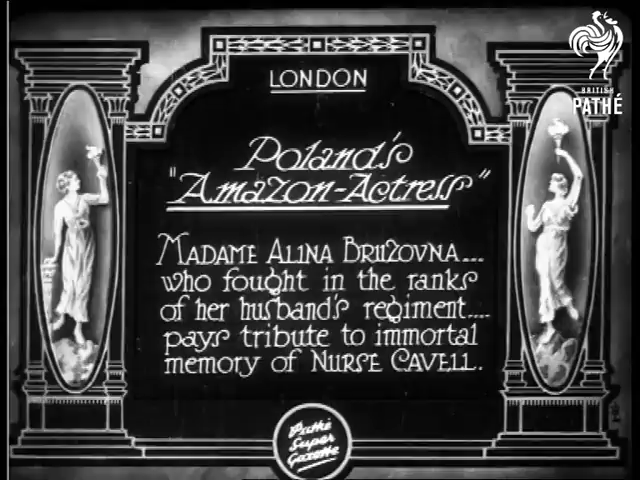 LONDON
Poland's
"Amazon-Actress"
MADAME ALINA BRUZOVNA....
who fought in the ranks
of her husband's regiment....
pays tribute to immortal
memory of NURSE CAVELL.
Pathé
Super
Gazette
BRITISH
PATHÉ